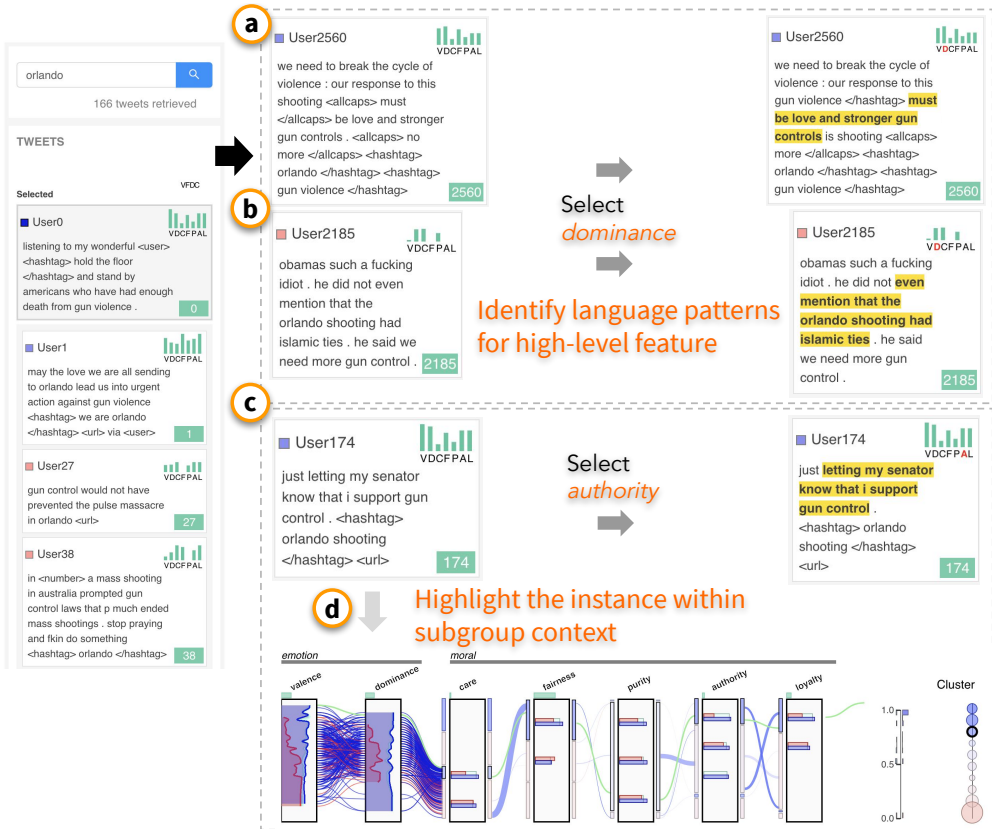 orlando
166 tweets retrieved
TWEETS
VFDC
Selected
User0
VDCFPAL
listening to my wonderful <user>
<hashtag> hold the floor
</hashtag> and stand by
americans who have had enough
death from gun violence .
0
User1
VDCFPAL
may the love we are all sending
to orlando lead us into urgent
action against gun violence
<hashtag> we are orlando
</hashtag> <url> via <user>
1
User27
VDCFPAL
gun control would not have
prevented the pulse massacre
in orlando <url>
27
User38
VDCFPAL
in <number> a mass shooting
in australia prompted gun
control laws that p much ended
mass shootings . stop praying
and fkin do something
<hashtag> orlando </hashtag>
38
a
User2560
VDCFPAL
we need to break the cycle of
violence : our response to this
shooting <allcaps> must
</allcaps> be love and stronger
gun controls . <allcaps> no
more </allcaps> <hashtag>
orlando </hashtag> <hashtag>
gun violence </hashtag>
2560
User2560
VDCFPAL
we need to break the cycle of
violence : our response to this
gun violence </hashtag> must
be love and stronger gun
controls is shooting <allcaps>
more </allcaps> <hashtag>
orlando </hashtag> <hashtag>
gun violence </hashtag>
2560
b
User2185
VDCFPAL
obamas such a fucking
idiot . he did not even
mention that the
orlando shooting had
islamic ties . he said we
need more gun control .
2185
Select
dominance
Identify language patterns
for high-level feature
User2185
VDCFPAL
obamas such a fucking
idiot . he did not even
mention that the
orlando shooting had
islamic ties . he said
we need more gun
control .
2185
c
User174
VDCFPAL
just letting my senator
know that i support gun
control . <hashtag>
orlando shooting
</hashtag> <url>
174
Select
authority
User174
VDCFPAL
just letting my senator
know that i support
gun control .
<hashtag> orlando
shooting </hashtag>
<url>
174
d
Highlight the instance within
subgroup context
emotion
moral
valence
dominance
care
fairness
purity
authority
loyalty
1.0
0.5
0.0
Cluster